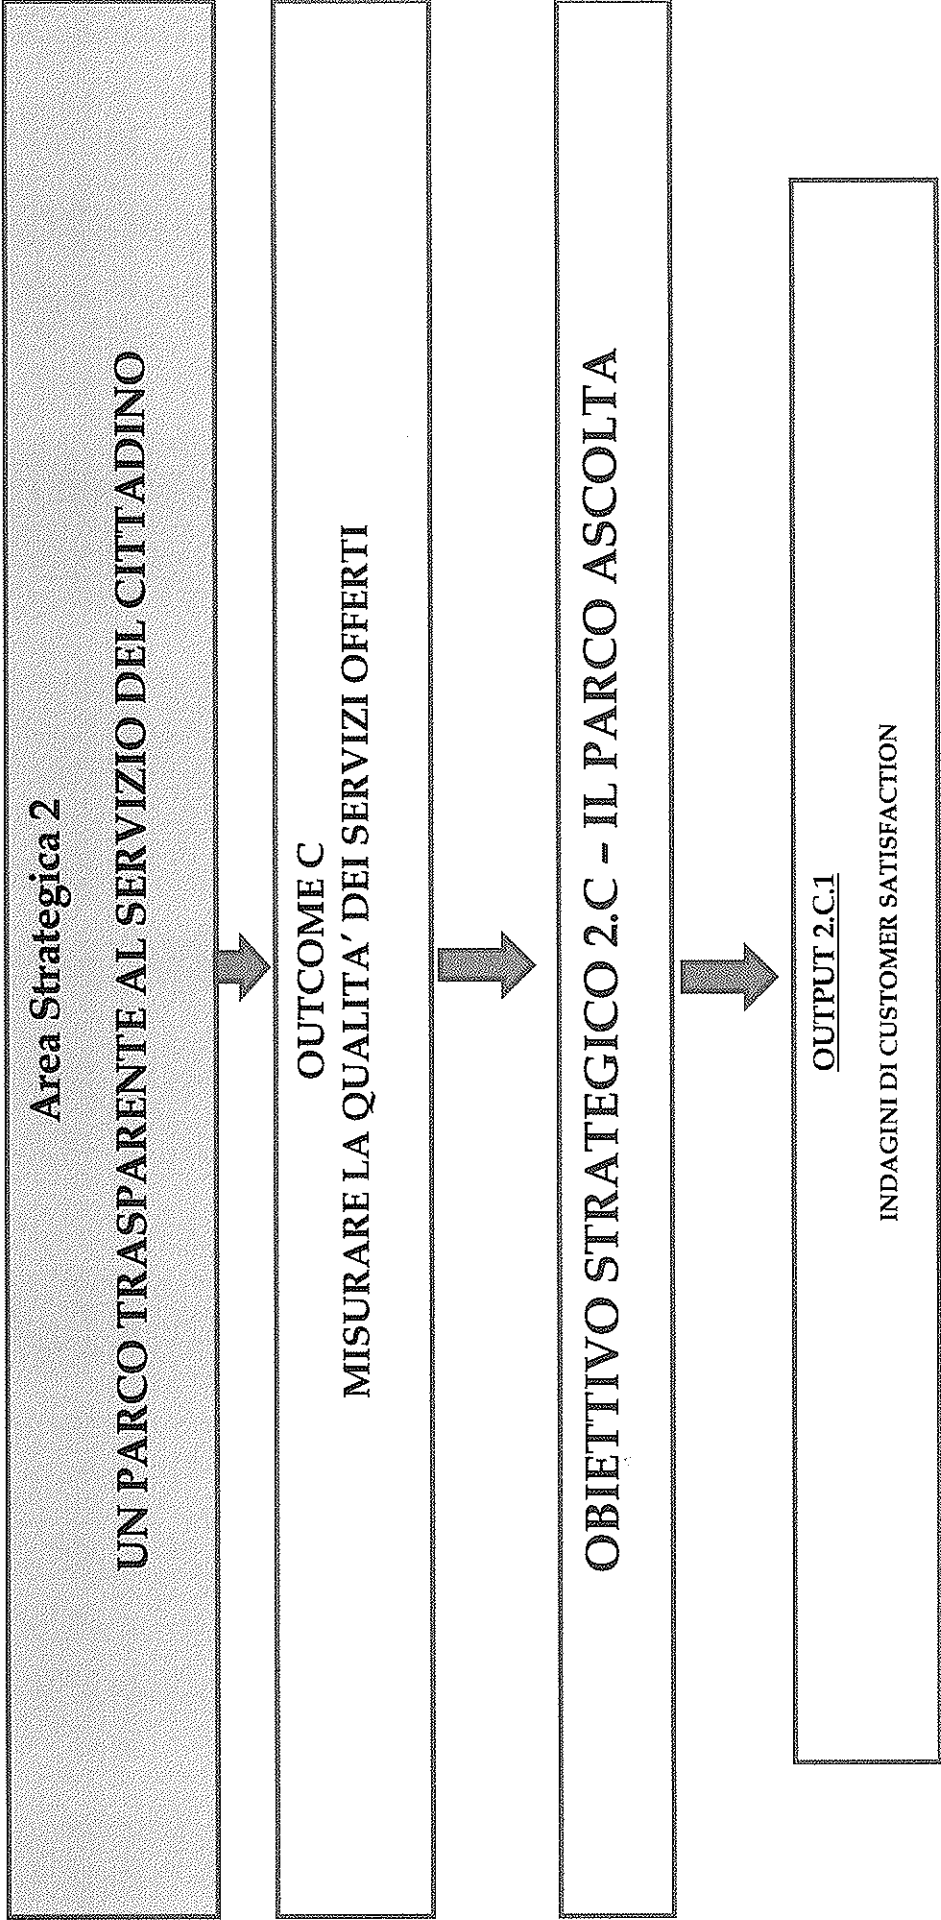 Area Strategica 2
UN PARCO TRASPARENTE AL SERVIZIO DEL CITTADINO
OUTCOME C
MISURARE LA QUALITA' DEI SERVIZI OFFERTI
OBIETTIVO STRATEGICO 2.C – IL PARCO ASCOLTA
OUTPUT 2.C.1
INDAGINI DI CUSTOMER SATISFACTION